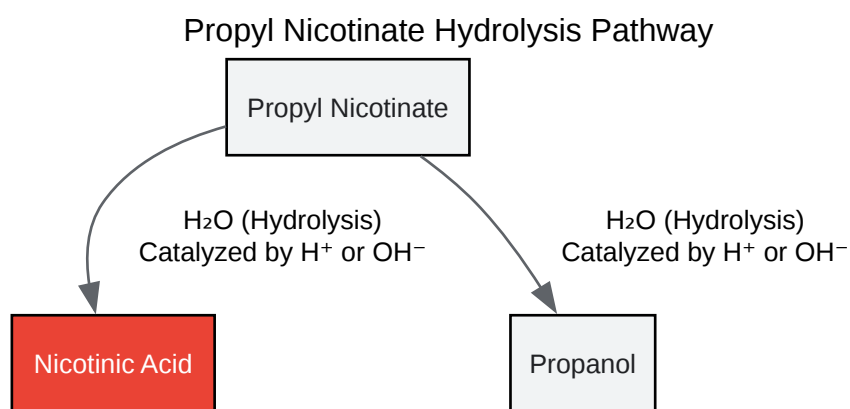 Propyl Nicotinate Hydrolysis Pathway
Propyl Nicotinate
H₂O (Hydrolysis)
Catalyzed by H⁺ or OH⁻
H₂O (Hydrolysis)
Catalyzed by H⁺ or OH⁻
Nicotinic Acid
Propanol